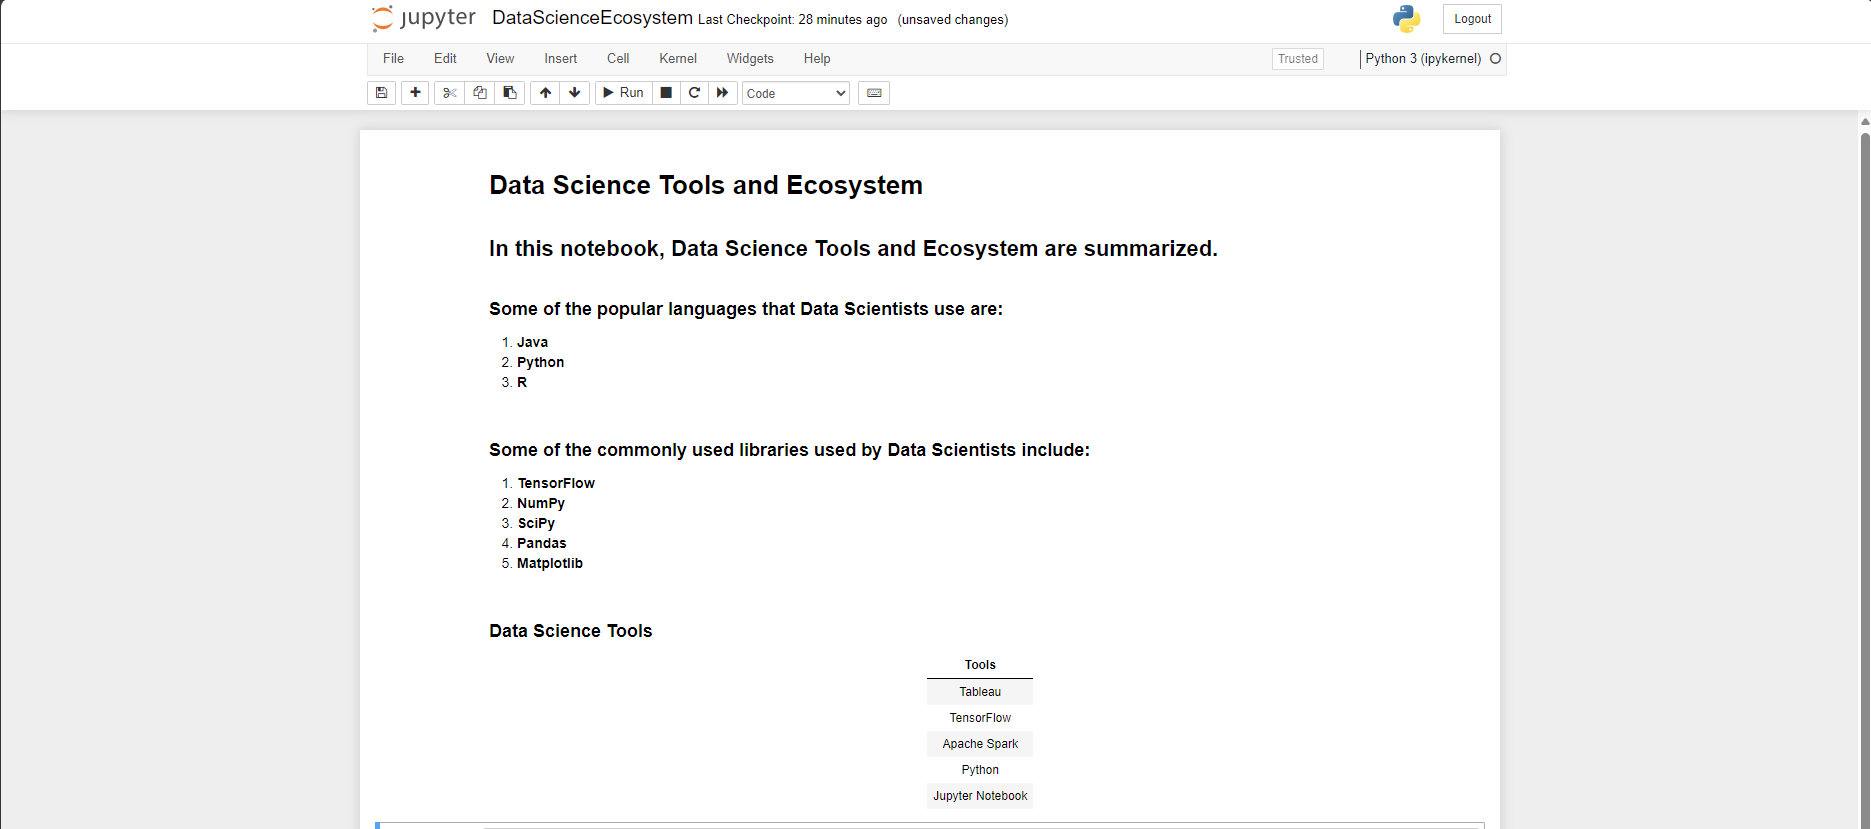 jupyter DataScienceEcosystem Last Checkpoint: 28 minutes ago (unsaved changes) Logout
File Edit View Insert Cell Kernel Widgets Help Trusted Python 3 (ipykernel)
Run Code
Data Science Tools and Ecosystem
In this notebook, Data Science Tools and Ecosystem are summarized.
Some of the popular languages that Data Scientists use are:
1. Java
2. Python
3. R
Some of the commonly used libraries used by Data Scientists include:
1. TensorFlow
2. NumPy
3. SciPy
4. Pandas
5. Matplotlib
Data Science Tools
Tools
Tableau
TensorFlow
Apache Spark
Python
Jupyter Notebook